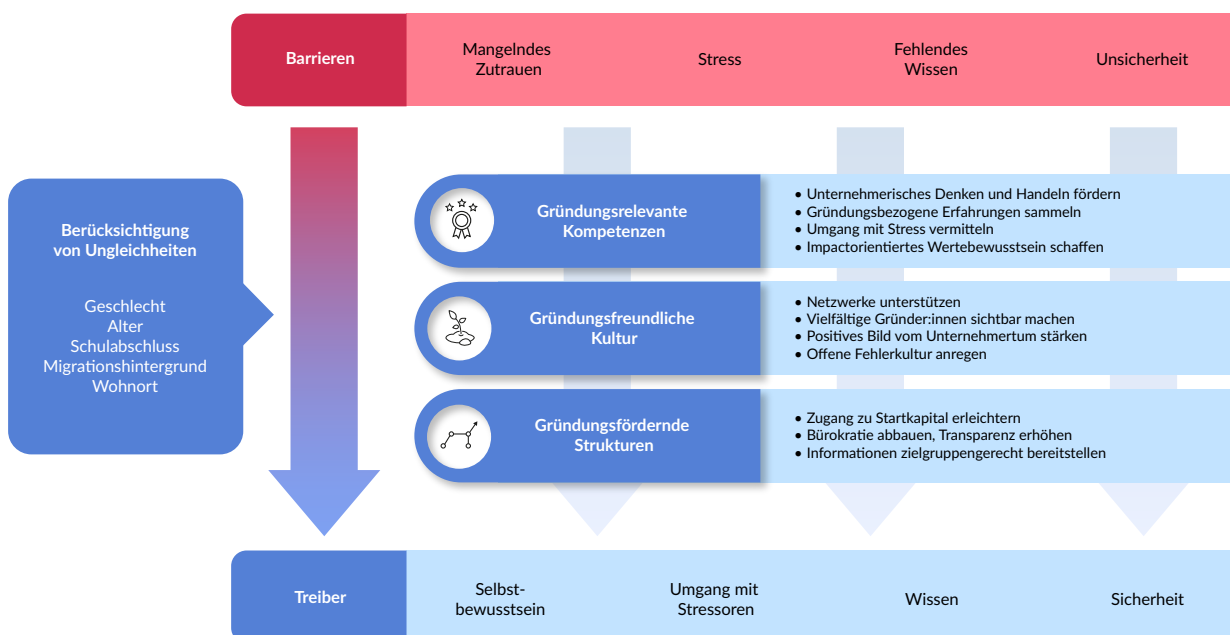 Barrieren
Mangelndes
Zutrauen
Stress
Fehlendes
Wissen
Unsicherheit
Berücksichtigung
von Ungleichheiten
Geschlecht
Alter
Schulabschluss
Migrationshintergrund
Wohnort
Gründungsrelevante
Kompetenzen
• Unternehmerisches Denken und Handeln fördern
• Gründungsbezogene Erfahrungen sammeln
• Umgang mit Stress vermitteln
• Impactorientiertes Wertebewusstsein schaffen
Gründungsfreundliche
Kultur
• Netzwerke unterstützen
• Vielfältige Gründer:innen sichtbar machen
• Positives Bild vom Unternehmertum stärken
• Offene Fehlerkultur anregen
Gründungsfördernde
Strukturen
• Zugang zu Startkapital erleichtern
• Bürokratie abbauen, Transparenz erhöhen
• Informationen zielgruppengerecht bereitstellen
Treiber
Selbst-
bewusstsein
Umgang mit
Stressoren
Wissen
Sicherheit